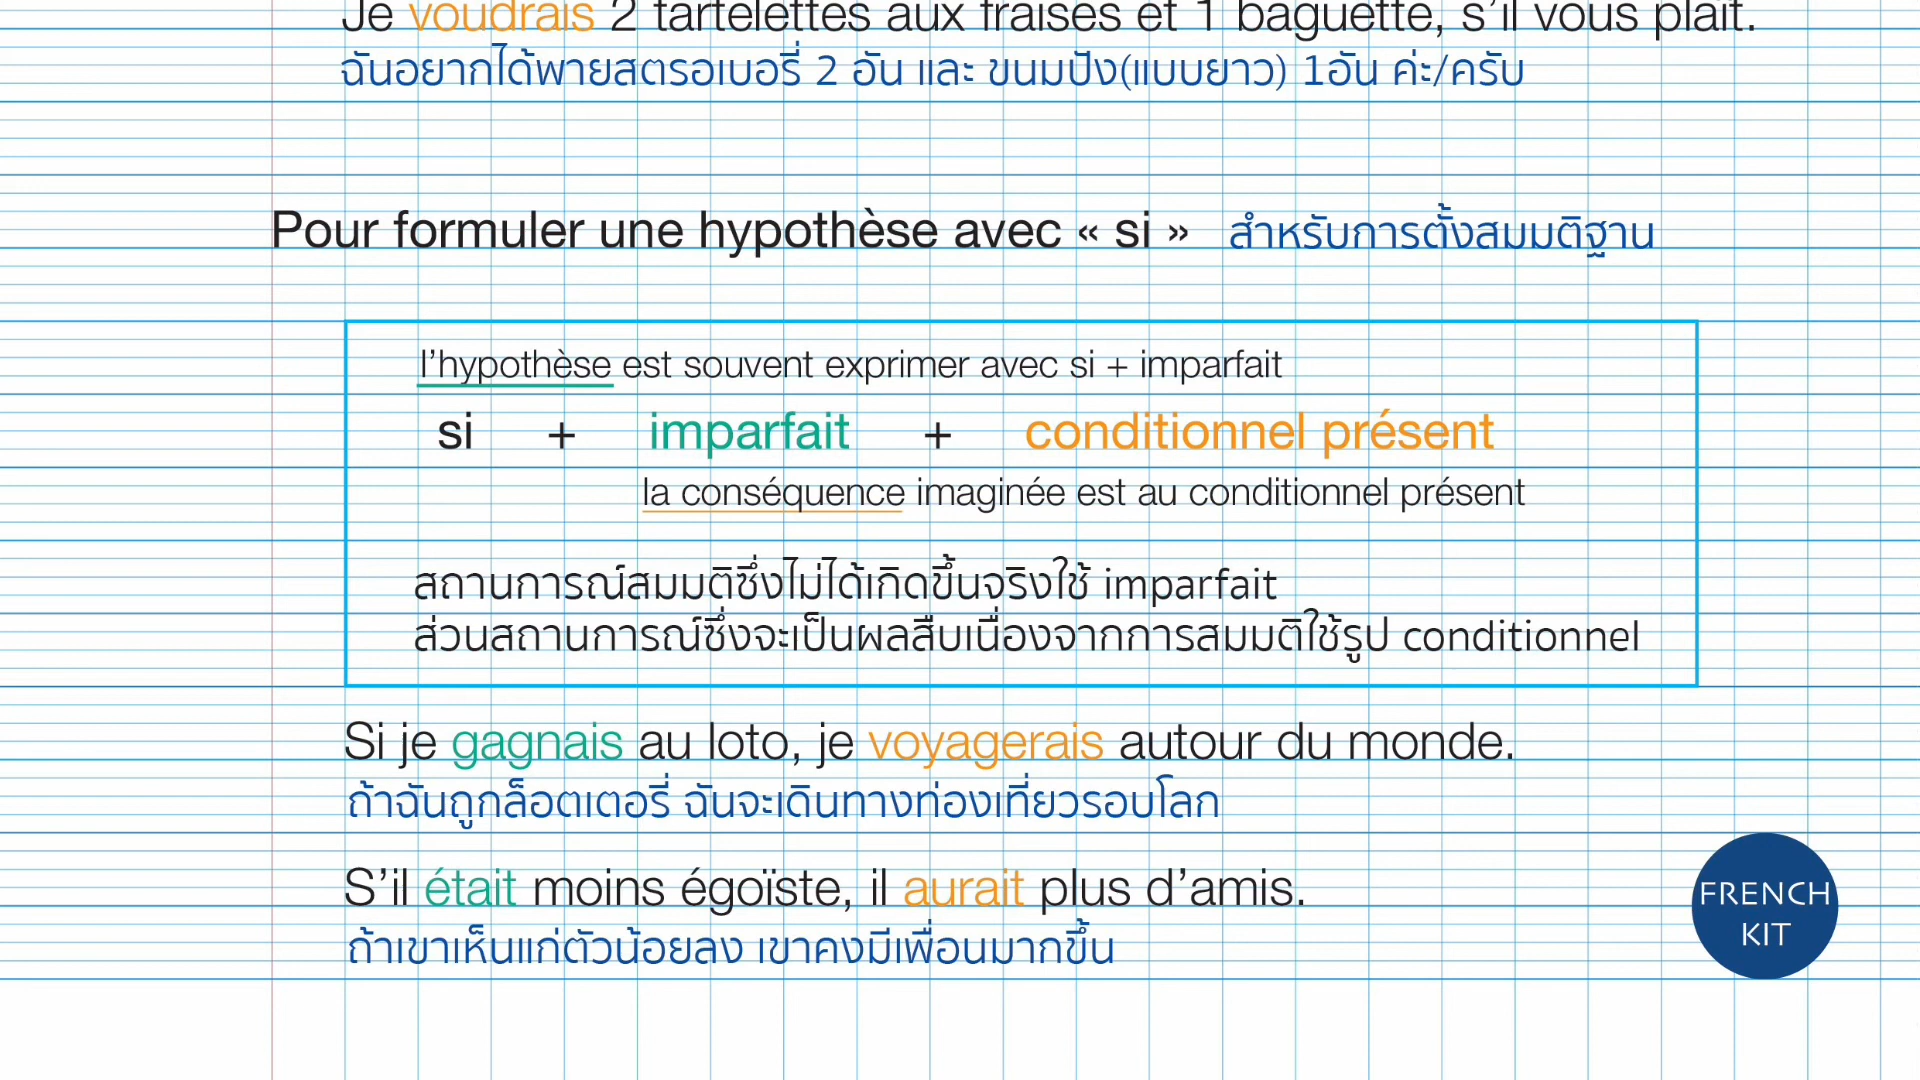 Je voudrais 2 tartelettes aux fraises et 1 baguette, s’il vous plaît.
ฉันอยากได้พายสตรอเบอรี่ 2 อัน และ ขนมปัง(แบบยาว) 1อัน ค่ะ/ครับ
Pour formuler une hypothèse avec « si » สำหรับการตั้งสมมติฐาน
l’hypothèse est souvent exprimer avec si + imparfait
si + imparfait + conditionnel présent
la conséquence imaginée est au conditionnel présent
สถานการณ์สมมติซึ่งไม่ได้เกิดขึ้นจริงใช้ imparfait
ส่วนสถานการณ์ซึ่งจะเป็นผลสืบเนื่องจากการสมมติใช้รูป conditionnel
Si je gagnais au loto, je voyagerais autour du monde.
ถ้าฉันถูกล็อตเตอรี่ ฉันจะเดินทางท่องเที่ยวรอบโลก
S’il était moins égoïste, il aurait plus d’amis.
ถ้าเขาเห็นแก่ตัวน้อยลง เขาคงมีเพื่อนมากขึ้น
FRENCH
KIT